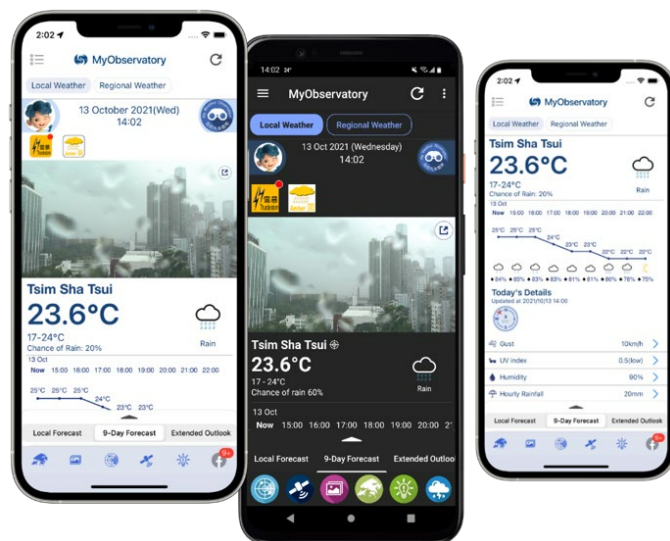 2:02
MyObservatory
Local Weather Regional Weather
13 October 2021(Wed)
14:02
Tsim Sha Tsui
23.6°C
17-24°C
Chance of Rain: 20%
Rain
13 Oct
Now 15:00 16:00 17:00 18:00 19:00 20:00 21:00 22:00
25°C 25°C 25°C 24°C 23°C 23°C
Local Forecast 9-Day Forecast Extended Outlook
9+
14:02
MyObservatory
Local Weather Regional Weather
13 Oct 2021 (Wednesday)
14:02
Tsim Sha Tsui
23.6°C
17 - 24°C
Chance of rain 60%
Rain
13 Oct
Now 15:00 16:00 17:00 18:00 19:00 20:00 2
Local Forecast 9-Day Forecast Extended Outloo
2:02
MyObservatory
Local Weather Regional Weather
Tsim Sha Tsui
23.6°C
17-24°C
Chance of Rain: 20%
Rain
13 Oct
Now 15:00 16:00 17:00 18:00 19:00 20:00 21:00 22:00
25°C 25°C 25°C 24°C 23°C 23°C 22°C 22°C 22°C
Today's Details
Updated at 2021/10/13 14:00
Gust 10km/h
UV index 0.5(low)
Humidity 90%
Hourly Rainfall 20mm
Local Forecast 9-Day Forecast Extended Outlook
9+